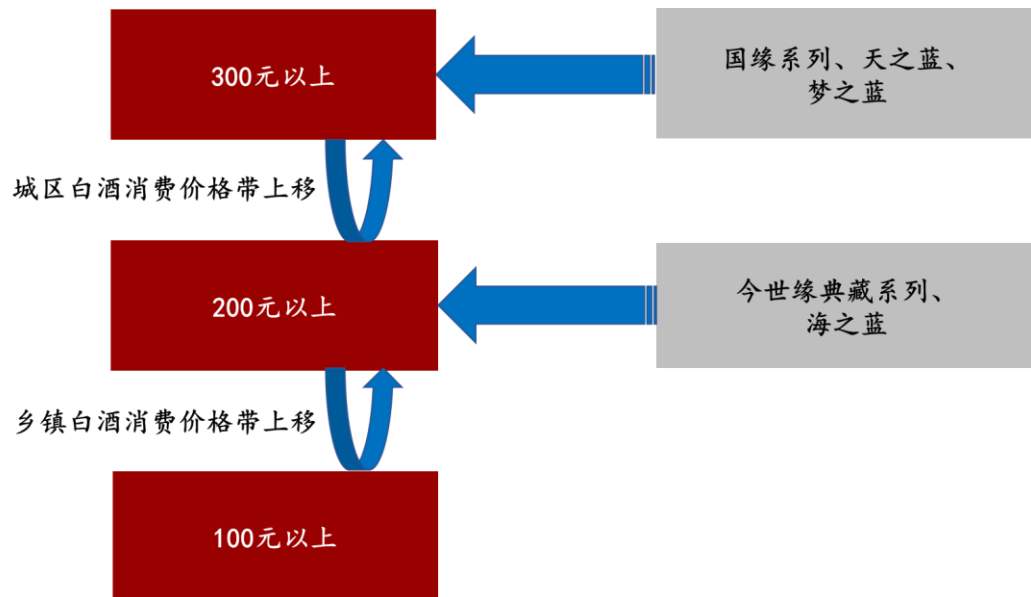 300元以上
国缘系列、天之蓝、
梦之蓝
城区白酒消费价格带上移
200元以上
今世缘典藏系列、
海之蓝
乡镇白酒消费价格带上移
100元以上